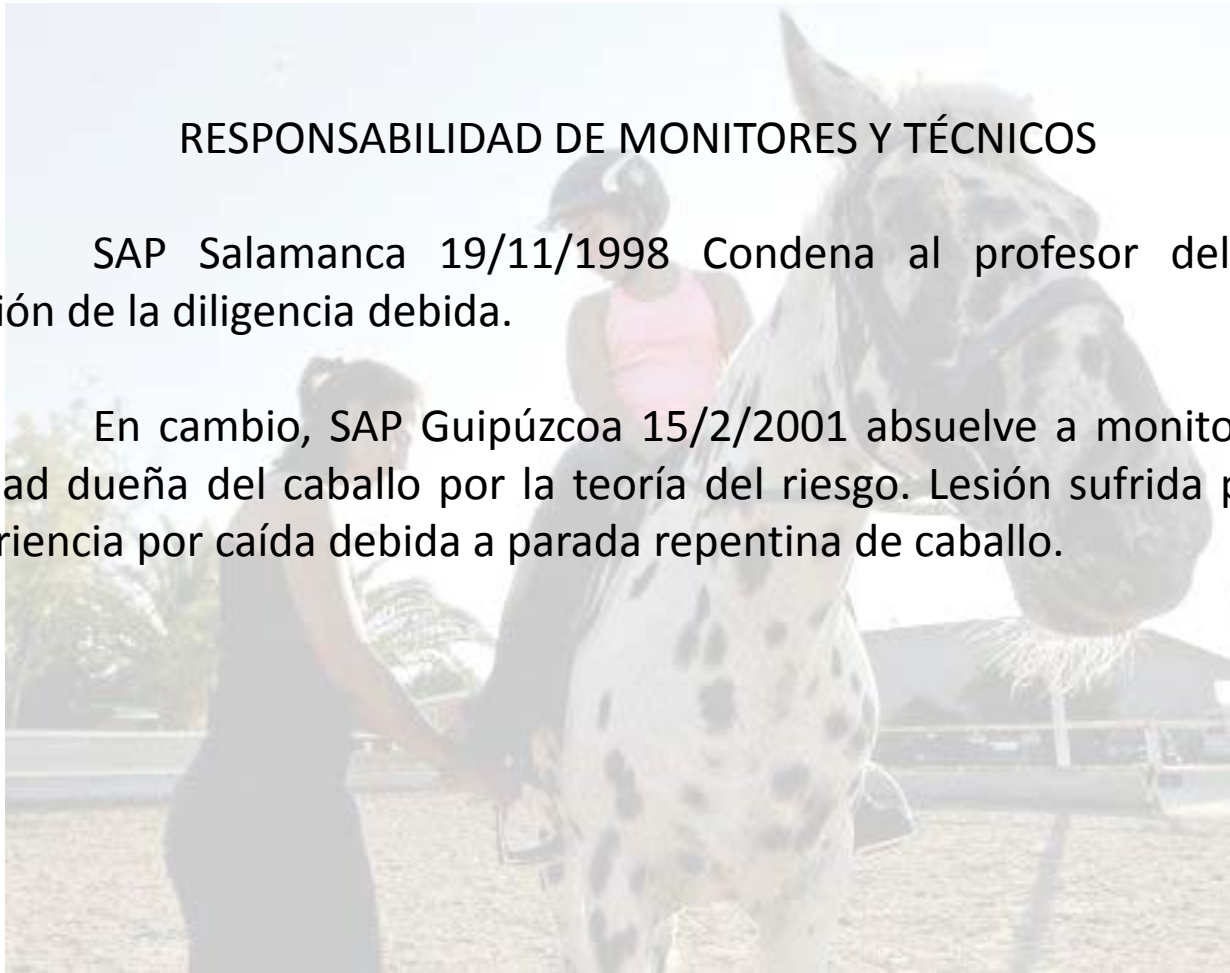 RESPONSABILIDAD DE MONITORES Y TÉCNICOS
SAP Salamanca 19/11/1998 Condena al profesor del
ión de la diligencia debida.
En cambio, SAP Guipúzcoa 15/2/2001 absuelve a monito
ad dueña del caballo por la teoría del riesgo. Lesión sufrida p
riencia por caída debida a parada repentina de caballo.